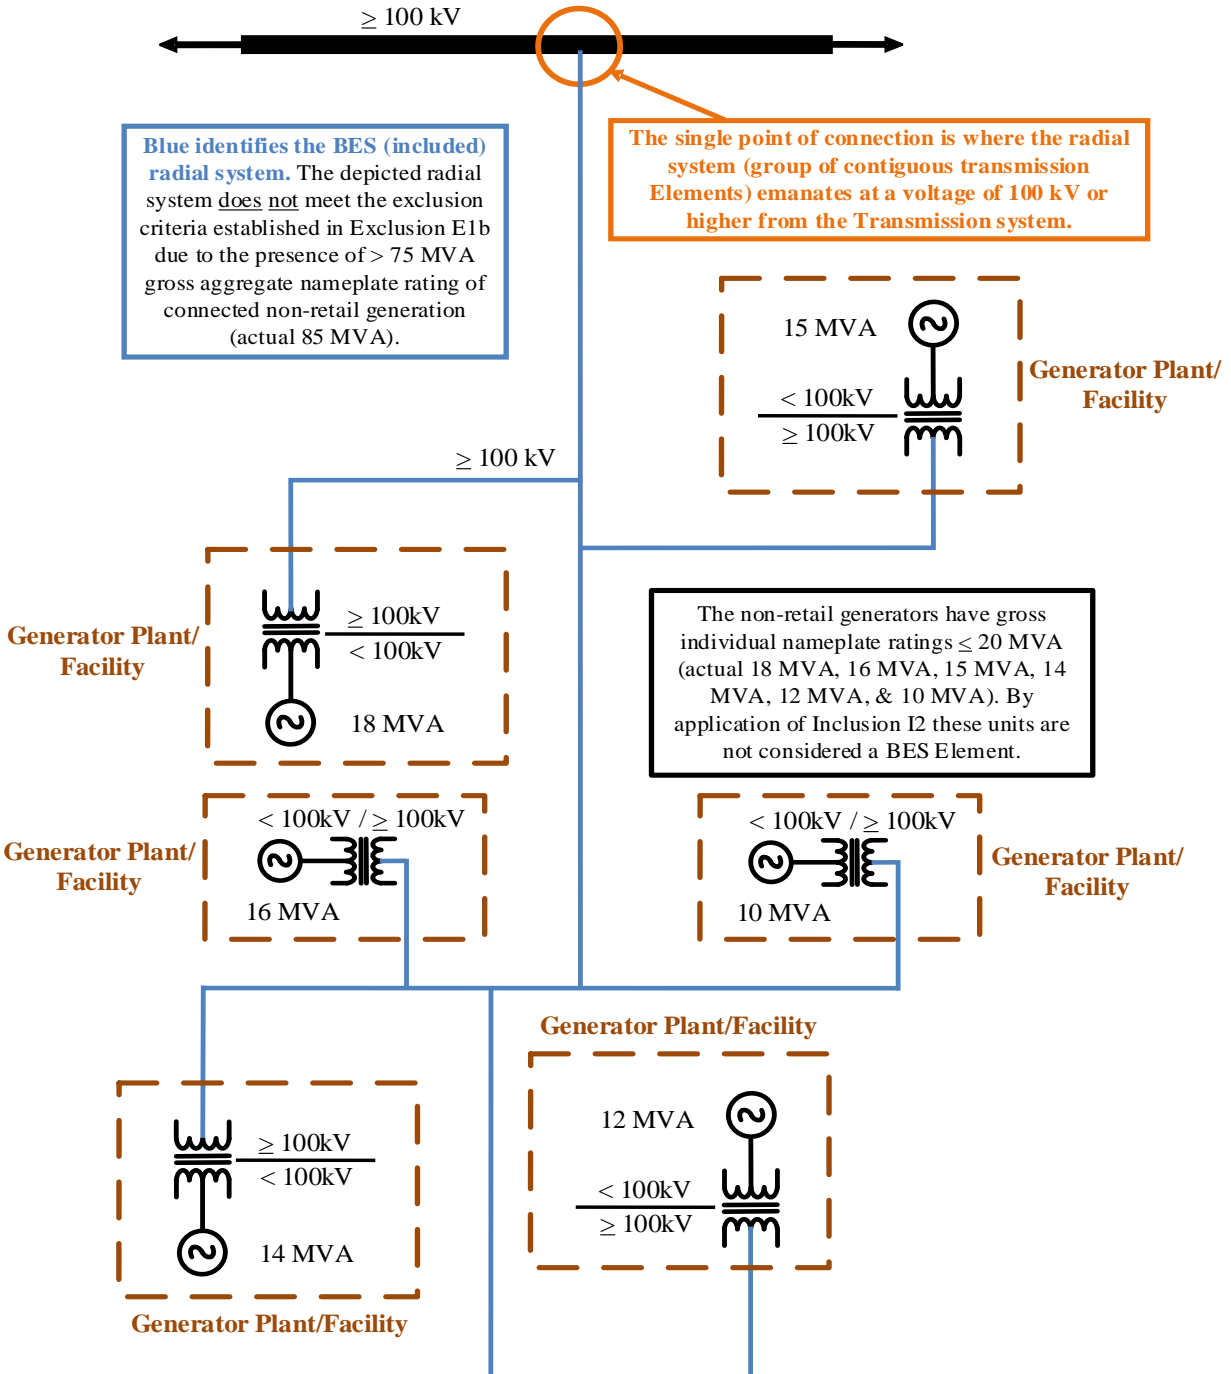 ≥ 100 kV
Blue identifies the BES (included)
radial system. The depicted radial
system does not meet the exclusion
criteria established in Exclusion E1b
due to the presence of > 75 MVA
gross aggregate nameplate rating of
connected non-retail generation
(actual 85 MVA).
The single point of connection is where the radial
system (group of contiguous transmission
Elements) emanates at a voltage of 100 kV or
higher from the Transmission system.
15 MVA
< 100kV
≥ 100kV
Generator Plant/
Facility
≥ 100 kV
Generator Plant/
Facility
≥ 100kV
< 100kV
18 MVA
The non-retail generators have gross
individual nameplate ratings ≤ 20 MVA
(actual 18 MVA, 16 MVA, 15 MVA, 14
MVA, 12 MVA, & 10 MVA). By
application of Inclusion I2 these units are
not considered a BES Element.
Generator Plant/
Facility
< 100kV / ≥ 100kV
16 MVA
< 100kV / ≥ 100kV
10 MVA
Generator Plant/
Facility
Generator Plant/Facility
12 MVA
< 100kV
≥ 100kV
≥ 100kV
< 100kV
14 MVA
Generator Plant/Facility